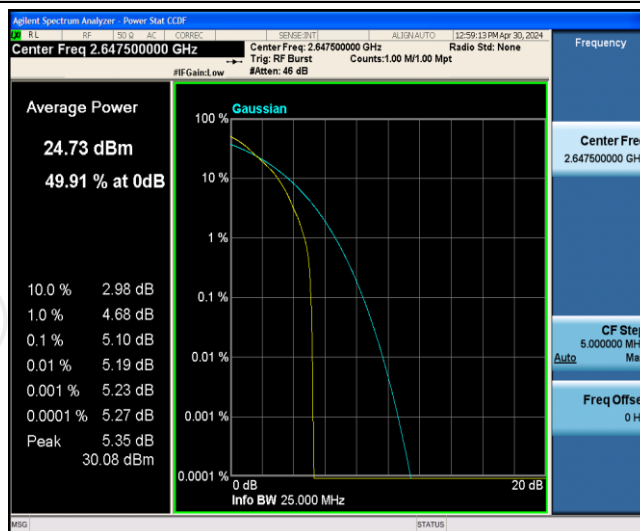 Agilent Spectrum Analyzer - Power Stat CCDF
RL RF 50 Ω AC CORREC SENSE:INT ALIGNAUTO 12:59:13 PM Apr 30, 2024
Center Freq 2.647500000 GHz
Center Freq: 2.647500000 GHz
Radio Std: None
Trig: RF Burst
Counts:1.00 M/1.00 Mpt
#IFGain:Low
#Atten: 46 dB
Frequency
Average Power
24.73 dBm
49.91 % at 0dB
10.0 % 2.98 dB
1.0 % 4.68 dB
0.1 % 5.10 dB
0.01 % 5.19 dB
0.001 % 5.23 dB
0.0001 % 5.27 dB
Peak 5.35 dB
30.08 dBm
Gaussian
100 %
10 %
1 %
0.1 %
0.01 %
0.001 %
0.0001 %
0 dB
20 dB
Info BW 25.000 MHz
Center Fre
2.647500000 GH
CF Step
5.000000 MH
Auto Ma
Freq Offse
0 H
MSG
STATUS